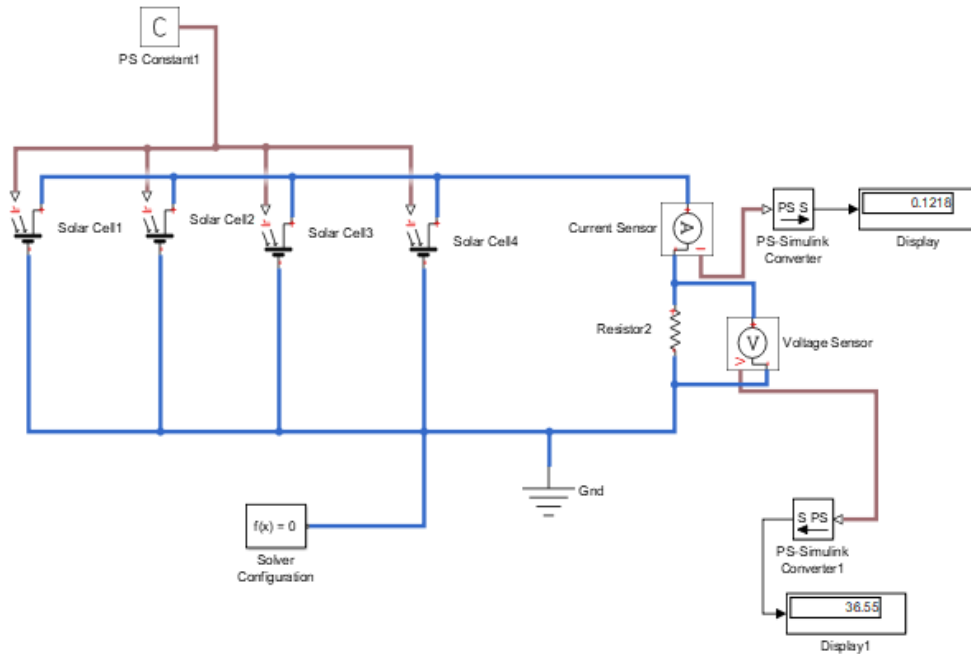 C
PS Constant1
Solar Cell1
Solar Cell2
Solar Cell3
Solar Cell4
Current Sensor
A
I
PS S
PS-Simulink
Converter
0.1218
Display
Resistor2
V
V
Voltage Sensor
Gnd
f(x) = 0
Solver
Configuration
S PS
PS-Simulink
Converter1
36.55
Display1